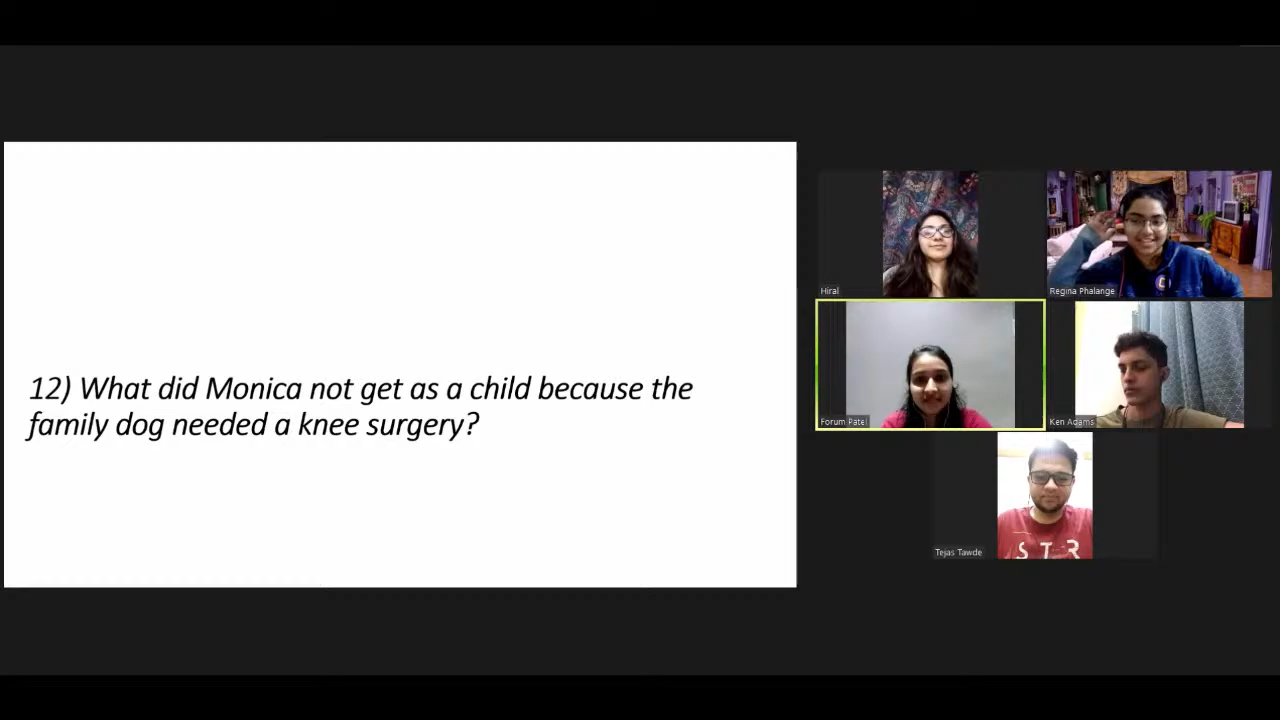 12) What did Monica not get as a child because the
family dog needed a knee surgery?
Hiral
Regina Phalange
Forum Patel
Ken Adams
Tejas Tawde
S T R